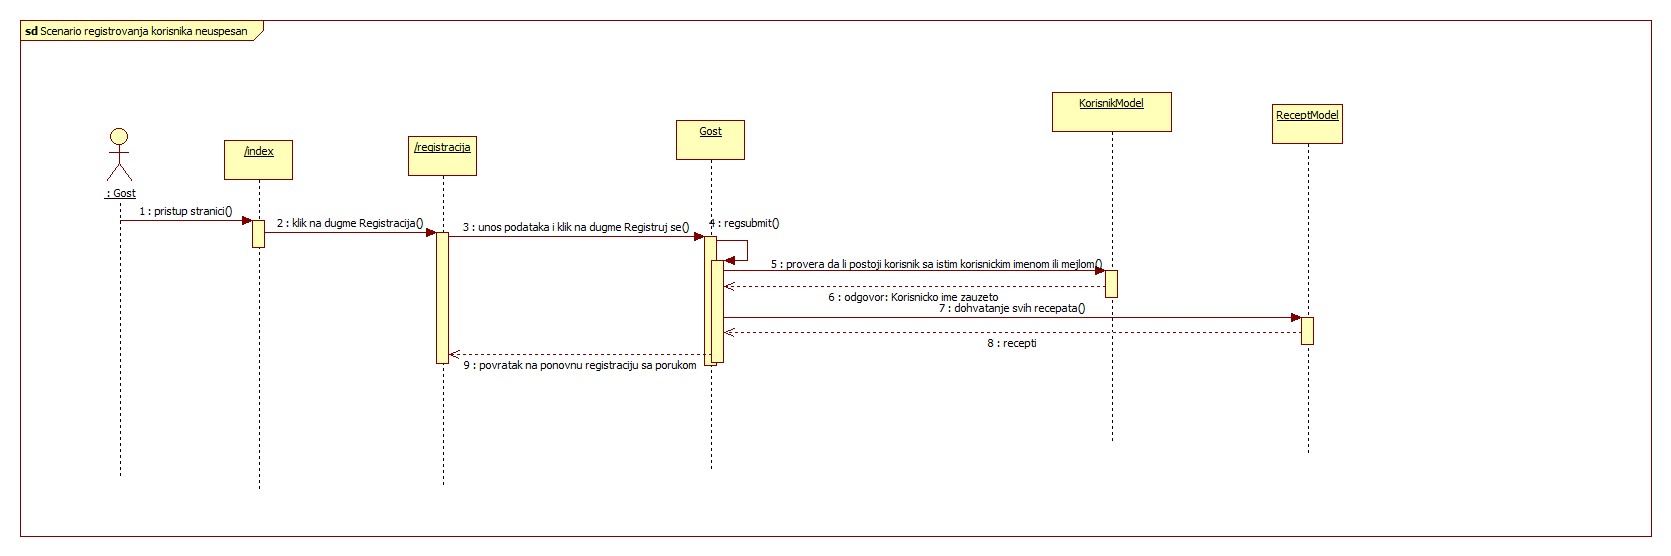 sd Scenario registrovanja korisnika neuspesan
KorisnikModel
ReceptModel
Gost
/registracija
/index
: Gost
1 : pristup stranici()
2 : klik na dugme Registracija()
3 : unos podataka i klik na dugme Registruj se()
4 : regsubmit()
5 : provera da li postoji korisnik sa istim korisnickim imenom ili mejlom()
6 : odgovor: Korisnicko ime zauzeto
7 : dohvatanje svih recepata()
8 : recepti
9 : povratak na ponovnu registraciju sa porukom